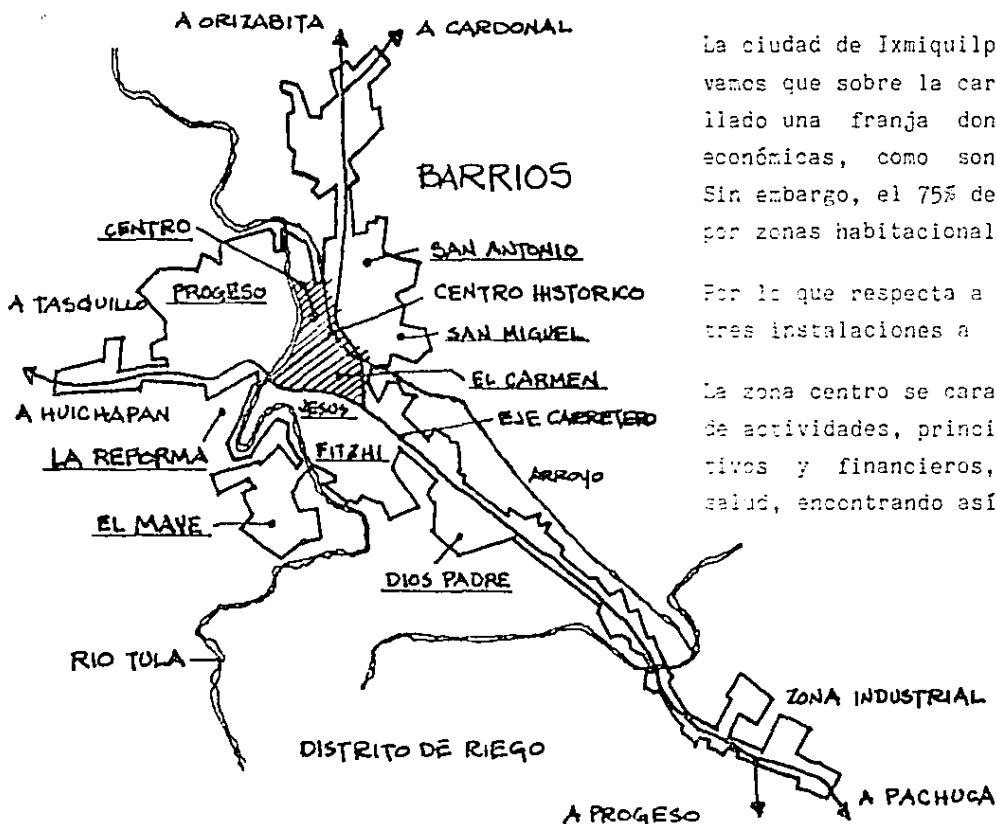 A ORIZABITA
A CARDONAL
BARRIOS
CENTRO
SAN ANTONIO
A TASQUILLO
PROGESO
CENTRO HISTORICO
SAN MIGUEL
EL CARMEN
A HUICHAPAN
JESUS
EJE CARRETERO
LA REFORMA
FITZHI
ARROYO
EL MAYE
DIOS PADRE
RIO TULA
ZONA INDUSTRIAL
DISTRITO DE RIEGO
A PROGESO
A PACHUCA
La ciudad de Ixmiquilp
vamos que sobre la car
llado una franja don
económicas, como son
Sin embargo, el 75% de
por zonas habitacional
Por lo que respecta a
tres instalaciones a
La zona centro se cara
de actividades, princi
tivos y financieros,
salud, encontrando así